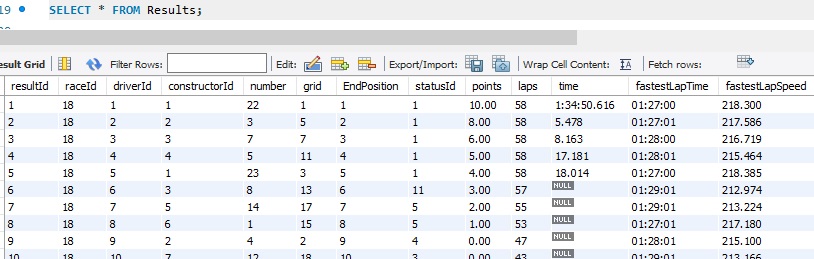 19 SELECT * FROM Results;
Result Grid Filter Rows: Edit: Export/Import: Wrap Cell Content: IA Fetch rows:
resultId raceId driverId constructorId number grid EndPosition statusId points laps time fastestLapTime fastestLapSpeed
1 18 1 1 22 1 1 1 10.00 58 1:34:50.616 01:27:00 218.300
2 18 2 2 3 5 2 1 8.00 58 5.478 01:27:00 217.586
3 18 3 3 7 7 3 1 6.00 58 8.163 01:28:01 216.719
4 18 4 4 5 11 4 1 5.00 58 17.181 01:28:01 215.464
5 18 5 1 23 3 5 1 4.00 58 18.014 01:27:00 218.385
6 18 6 3 8 13 6 11 3.00 57 NULL 01:29:01 212.974
7 18 7 5 14 17 7 5 2.00 55 NULL 01:29:01 213.224
8 18 8 6 1 15 8 5 1.00 53 NULL 01:27:01 217.180
9 18 9 2 4 2 9 4 0.00 47 NULL 01:28:01 215.100
10 18 10 7 12 18 10 3 0.00 43 NULL 01:29:01 213.166